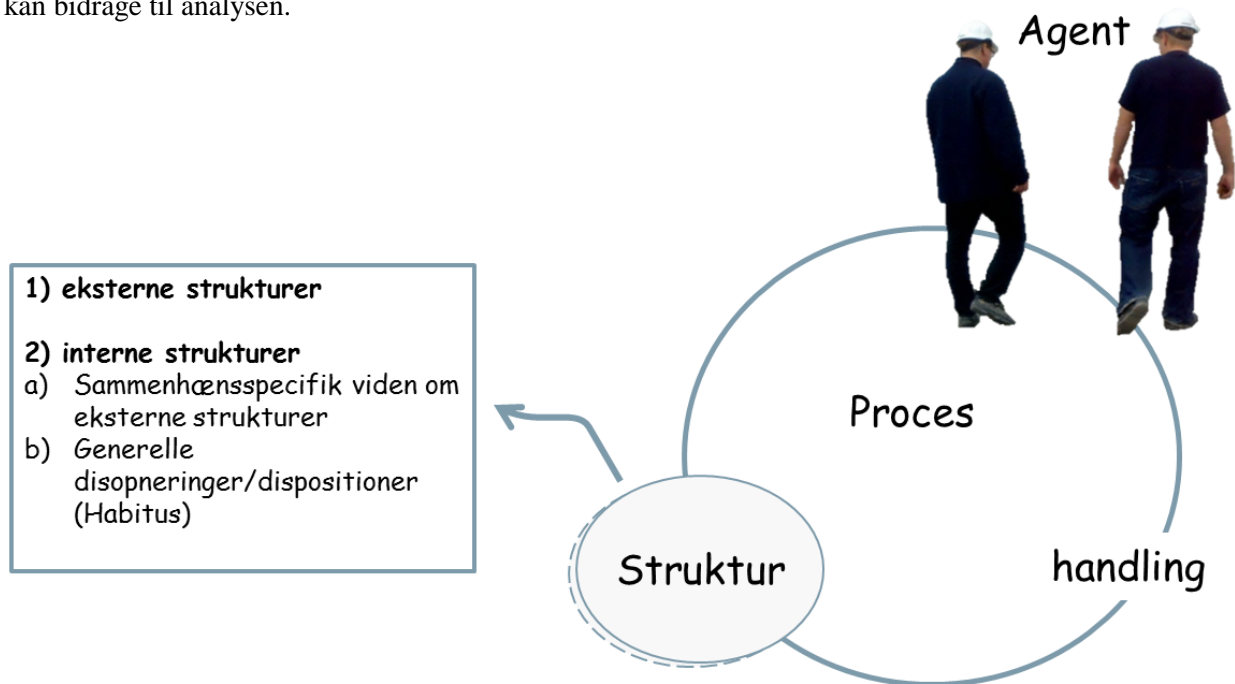 kan bidrage til analysen.
Agent
1) eksterne strukturer
2) interne strukturer
a) Sammenhænsspecifik viden om
eksterne strukturer
b) Generelle
disopneringer/dispositioner
(Habitus)
Proces
Struktur
handling